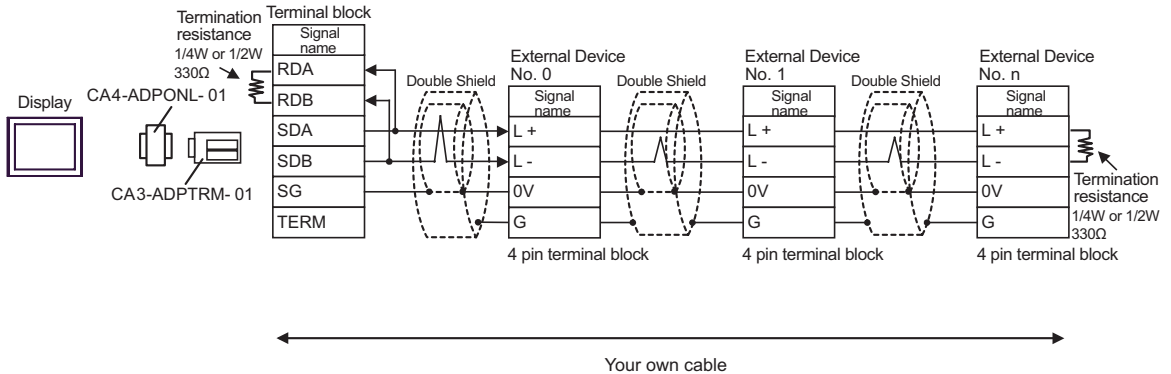 Display
CA4-ADPONL- 01
CA3-ADPTRM- 01
Termination
resistance
1/4W or 1/2W
330Ω
Terminal block
Signal
name
RDA
RDB
SDA
SDB
SG
TERM
Double Shield
External Device
No. 0
Signal
name
L +
L -
0V
G
4 pin terminal block
Double Shield
External Device
No. 1
Signal
name
L +
L -
0V
G
4 pin terminal block
Double Shield
External Device
No. n
Signal
name
L +
L -
0V
G
4 pin terminal block
Termination
resistance
1/4W or 1/2W
330Ω
Your own cable